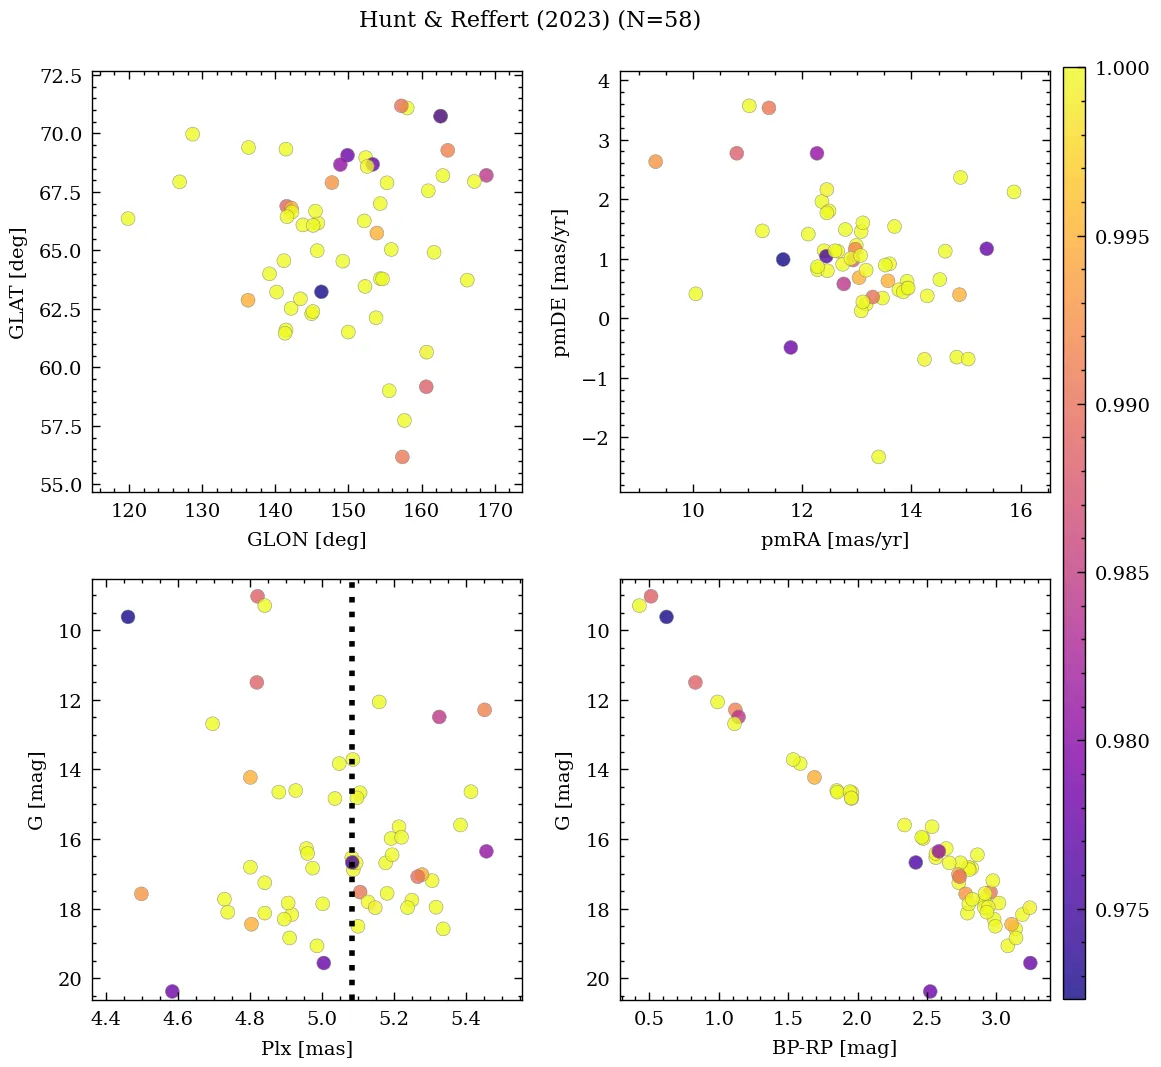 Hunt & Reffert (2023) (N=58)
72.5
70.0
67.5
65.0
62.5
60.0
57.5
55.0
GLAT [deg]
120 130 140 150 160 170
GLON [deg]
4
3
2
1
0
−1
−2
pmDE [mas/yr]
10 12 14 16
pmRA [mas/yr]
1.000
0.995
0.990
0.985
0.980
0.975
10
12
14
16
18
20
G [mag]
4.4 4.6 4.8 5.0 5.2 5.4
Plx [mas]
10
12
14
16
18
20
G [mag]
0.5 1.0 1.5 2.0 2.5 3.0
BP-RP [mag]